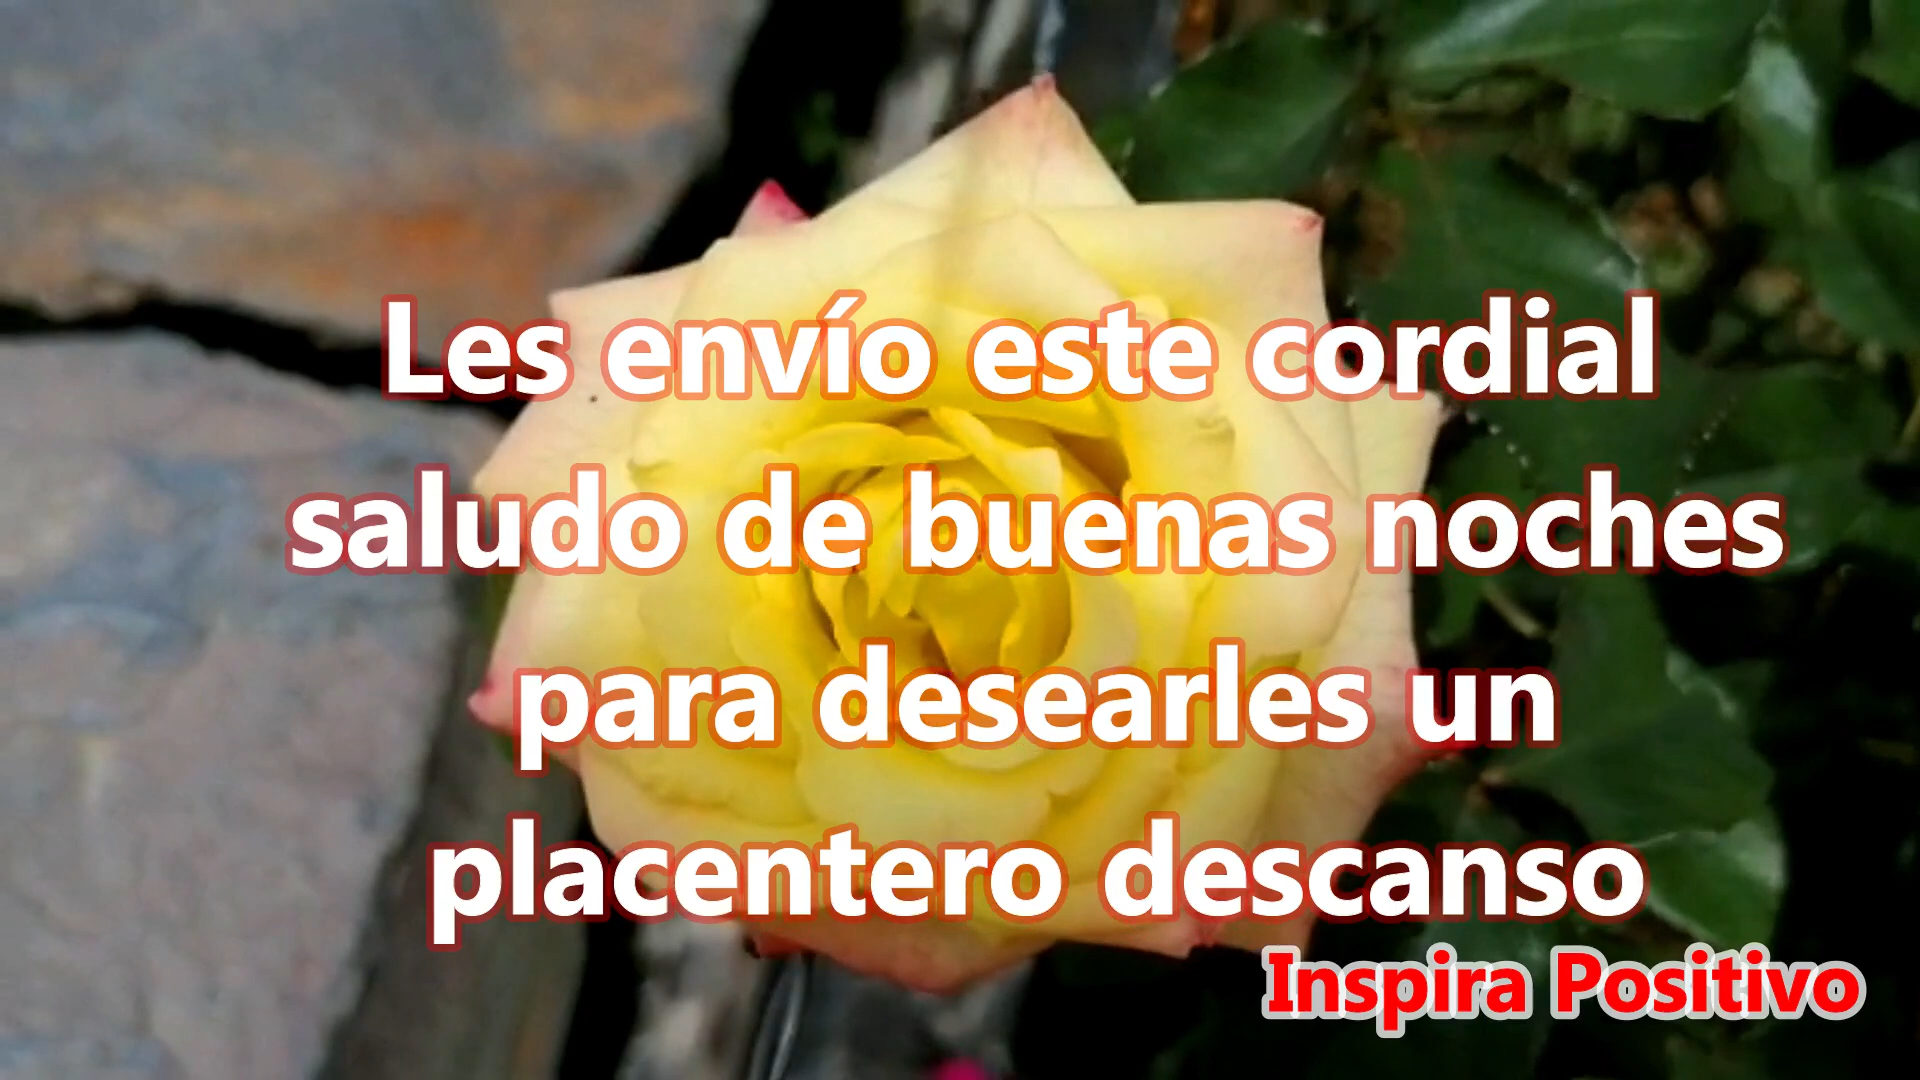 Les envío este cordial
saludo de buenas noches
para desearles un
placentero descanso
Inspira Positivo